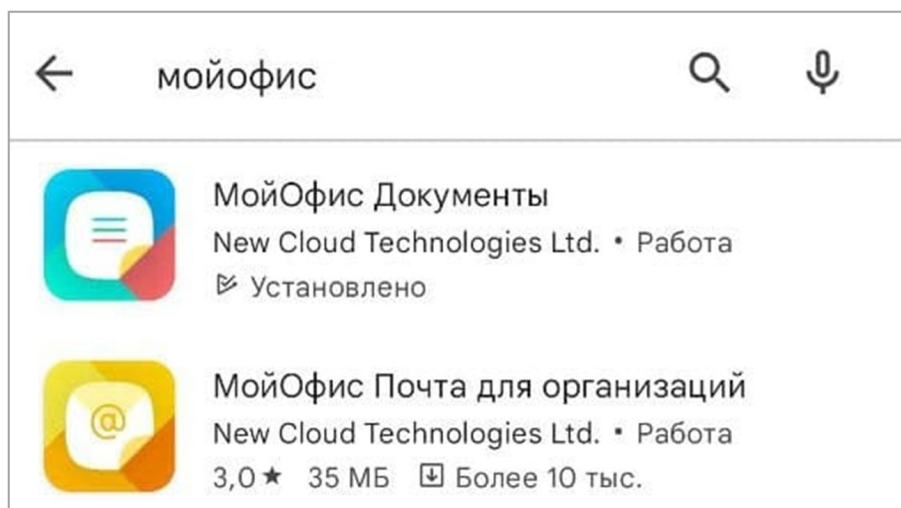 мойофис
МойОфис Документы
New Cloud Technologies Ltd. • Работа
Установлено
@
МойОфис Почта для организаций
New Cloud Technologies Ltd. • Работа
3,0★ 35 МБ Более 10 тыс.